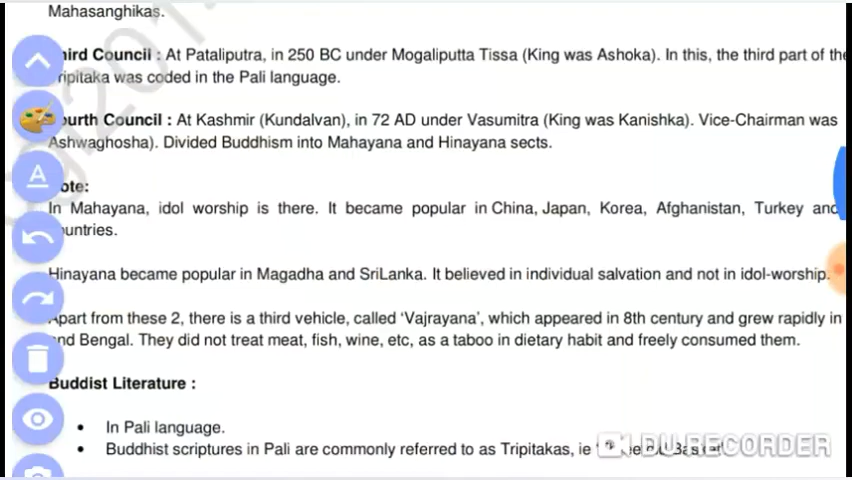 Mahasanghikas.
hird Council : At Pataliputra, in 250 BC under Mogaliputta Tissa (King was Ashoka). In this, the third part of the
ripitaka was coded in the Pali language.
ourth Council : At Kashmir (Kundalvan), in 72 AD under Vasumitra (King was Kanishka). Vice-Chairman was
Ashwaghosha). Divided Buddhism into Mahayana and Hinayana sects.
ote:
In Mahayana, idol worship is there. It became popular in China, Japan, Korea, Afghanistan, Turkey and
ountries.
Hinayana became popular in Magadha and SriLanka. It believed in individual salvation and not in idol-worship.
Apart from these 2, there is a third vehicle, called ‘Vajrayana’, which appeared in 8th century and grew rapidly in
and Bengal. They did not treat meat, fish, wine, etc, as a taboo in dietary habit and freely consumed them.
Buddist Literature :
• In Pali language.
• Buddhist scriptures in Pali are commonly referred to as Tripitakas, ie
DU RECORDER